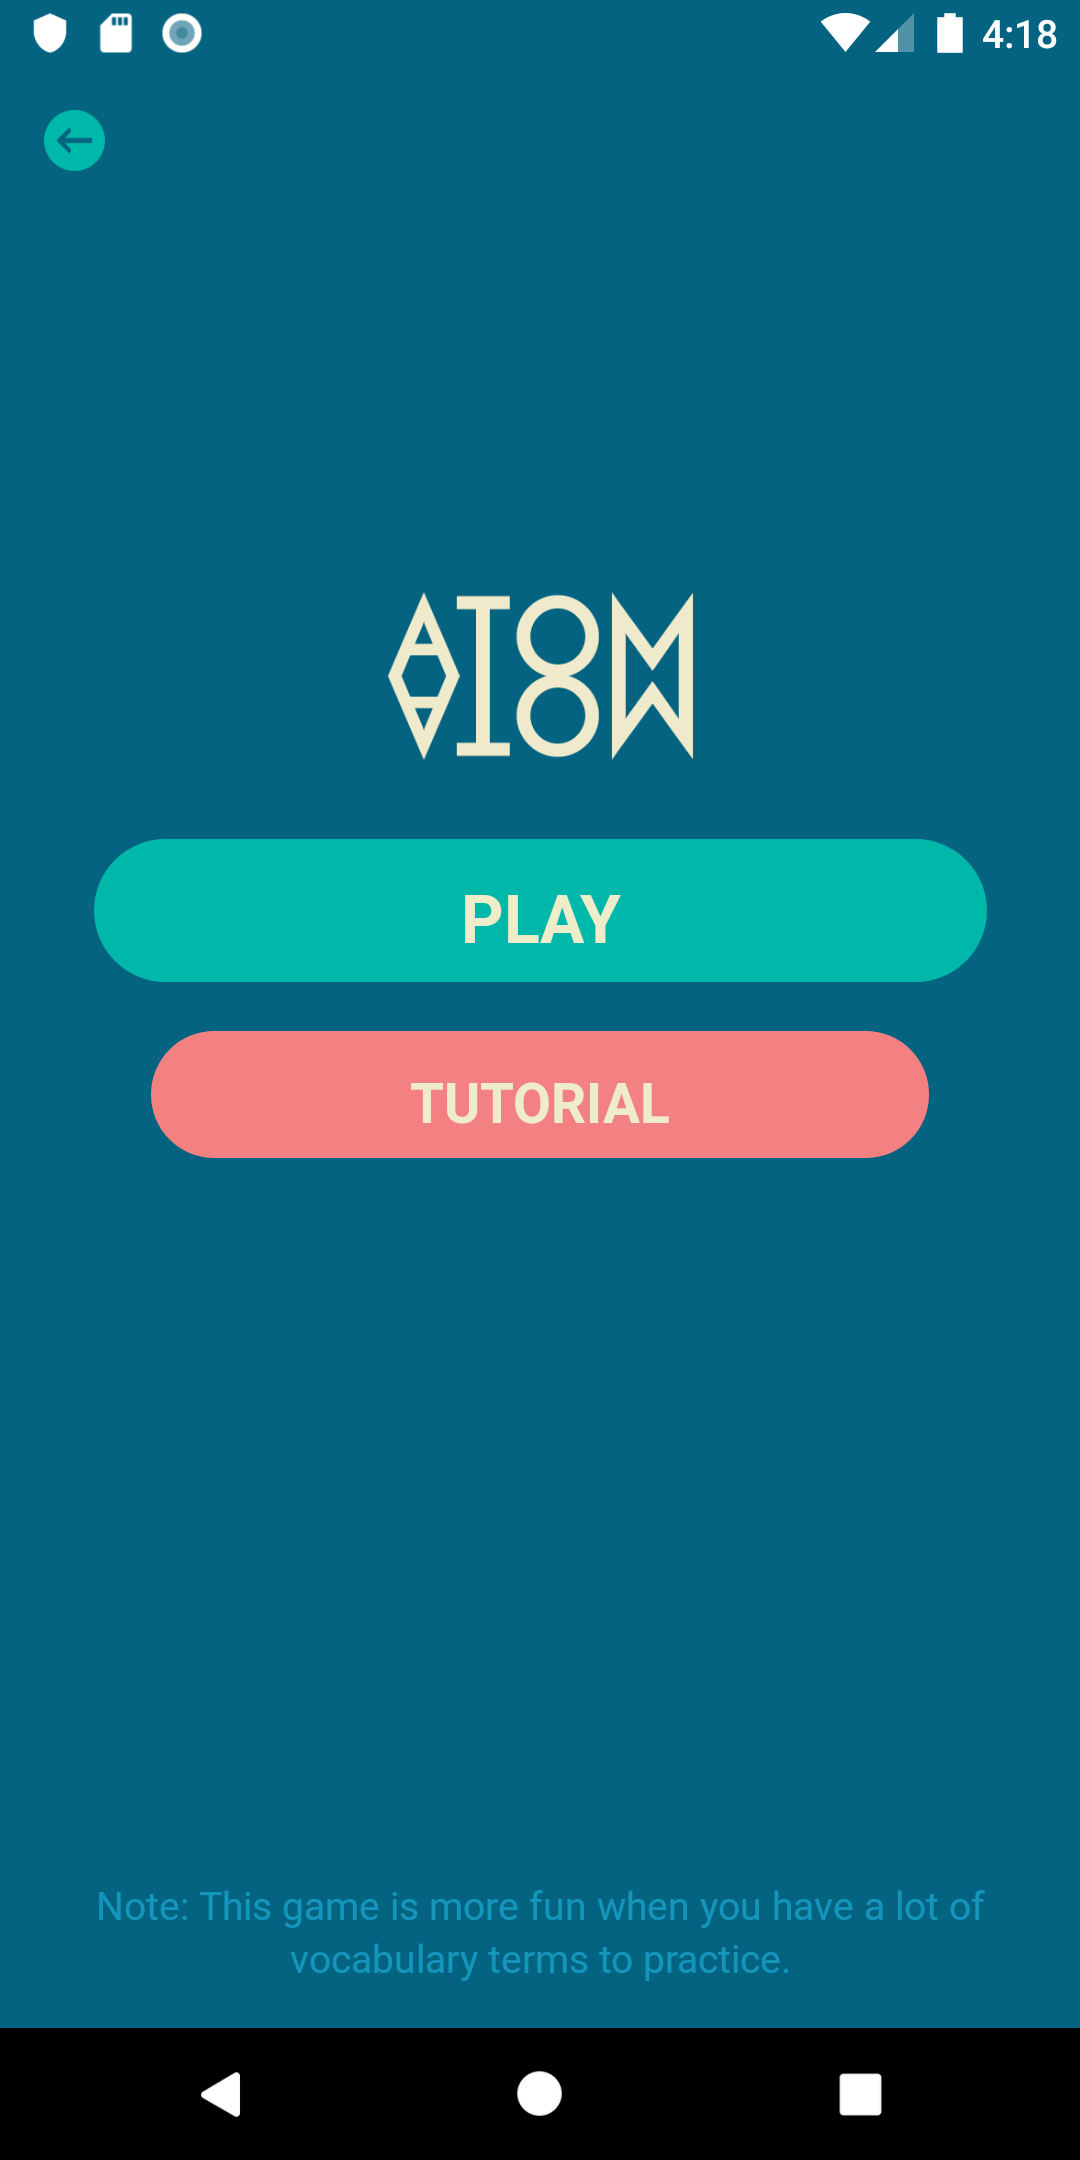 4:18
ATOM
PLAY
TUTORIAL
Note: This game is more fun when you have a lot of
vocabulary terms to practice.